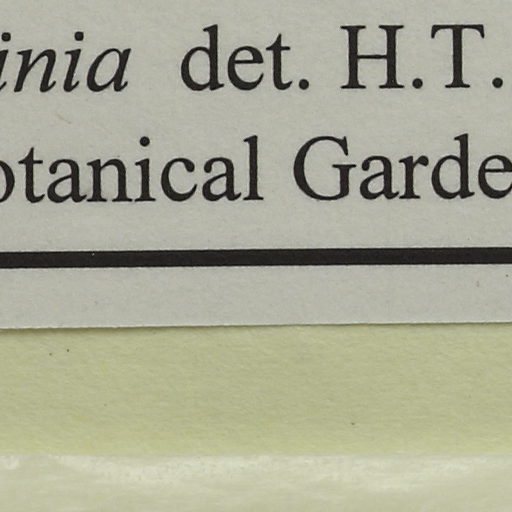 inia det. H.T.
otanical Garde